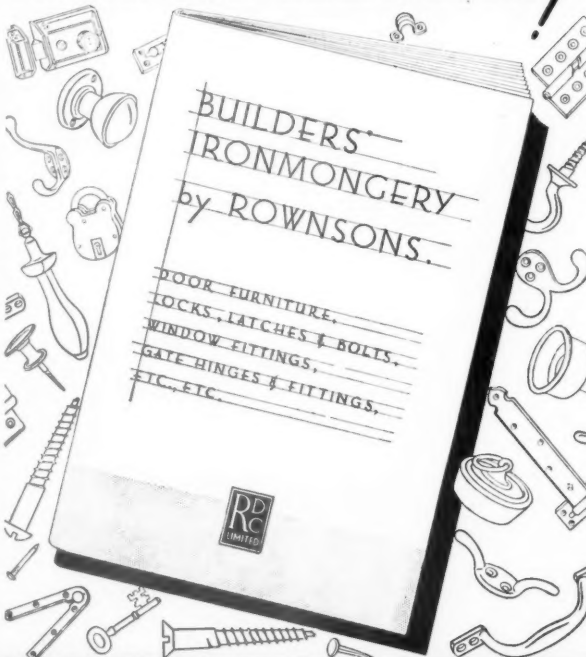 BUILDERS'
IRONMONGERY
by ROWNSONS.
DOOR FURNITURE,
LOCKS, LATCHES & BOLTS,
WINDOW FITTINGS,
GATE HINGES & FITTINGS,
ETC., ETC.
RDC
LIMITED